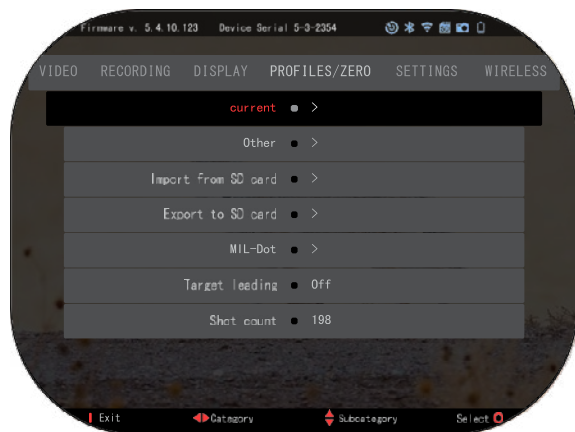 Firmware v. 5.4.10.123 Device Serial 5-3-2354
VIDEO RECORDING DISPLAY PROFILES/ZERO SETTINGS WIRELESS
current >
Other >
Import from SD card >
Export to SD card >
MIL-Dot >
Target leading Off
Shot count 198
Exit Category Subcategory Select